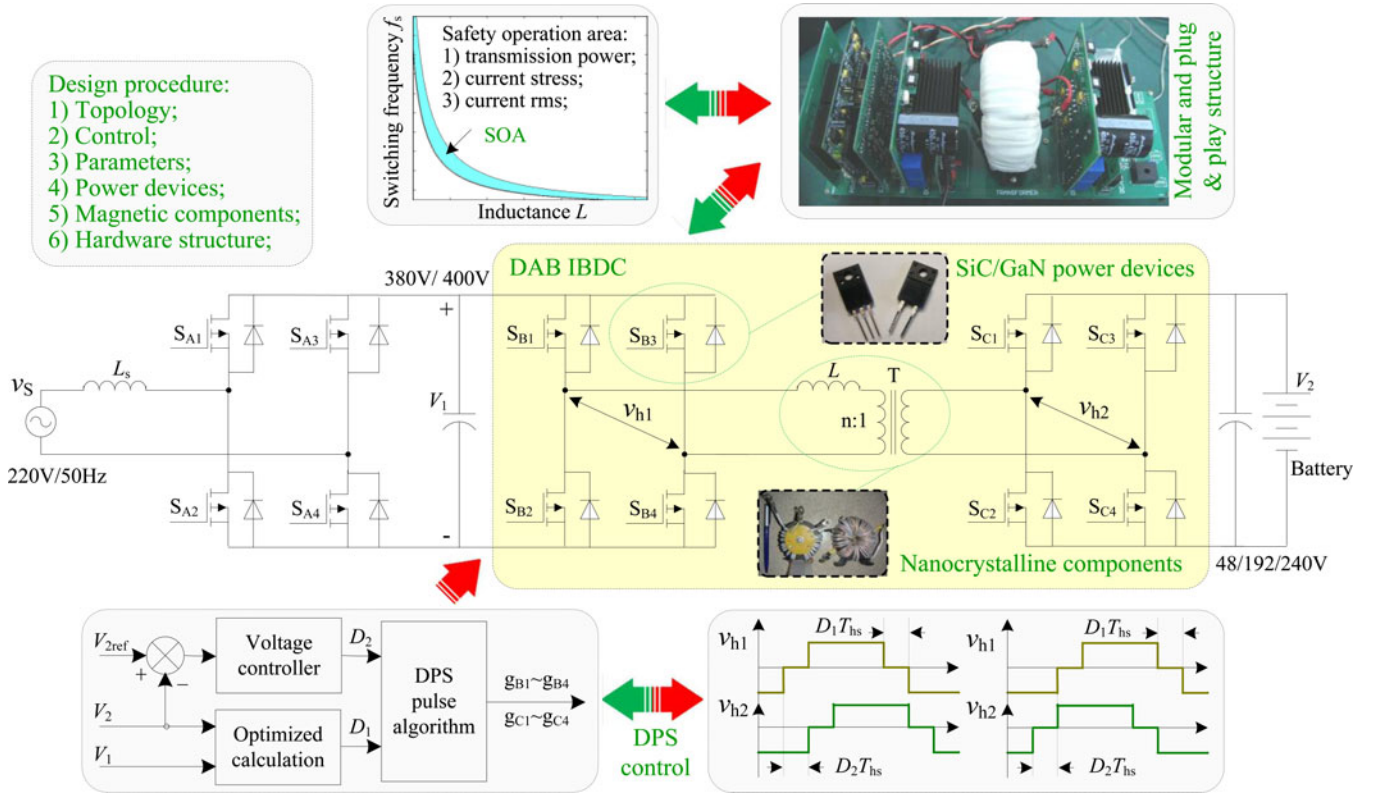 Design procedure:
1) Topology;
2) Control;
3) Parameters;
4) Power devices;
5) Magnetic components;
6) Hardware structure;
Switching frequency fs
Safety operation area:
1) transmission power;
2) current stress;
3) current rms;
SOA
Inductance L
TRANSFORMER
Modular and plug
& play structure
380V/ 400V
DAB IBDC
SiC/GaN power devices
+
SA1
SA3
SB1
SB3
SC1
SC3
Ls
L
T
vS
V1
V2
vh1
n:1
vh2
220V/50Hz
Battery
SA2
SA4
SB2
SB4
SC2
SC4
-
Nanocrystalline components
48/192/240V
V2ref
+
−
Voltage
controller
D2
DPS
pulse
algorithm
gB1~gB4
gC1~gC4
V2
V1
Optimized
calculation
D1
DPS
control
vh1
D1Ths
vh2
D2Ths
vh1
D1Ths
vh2
D2Ths